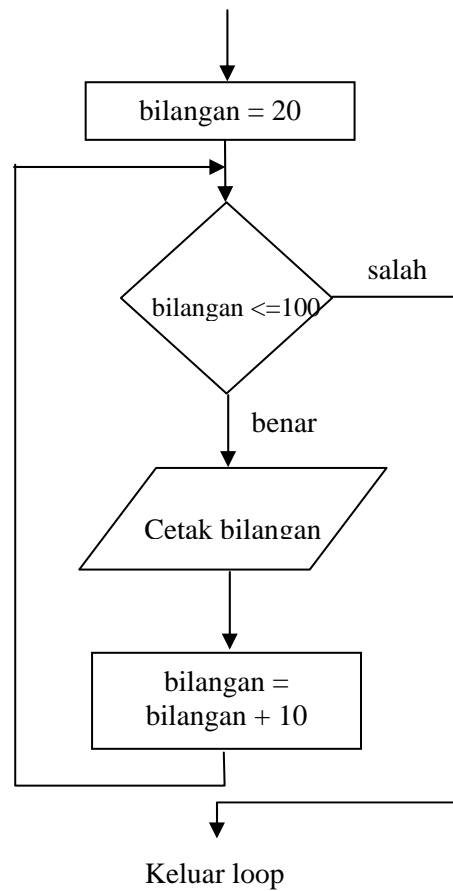 bilangan = 20
salah
bilangan <=100
benar
Cetak bilangan
bilangan =
bilangan + 10
Keluar loop